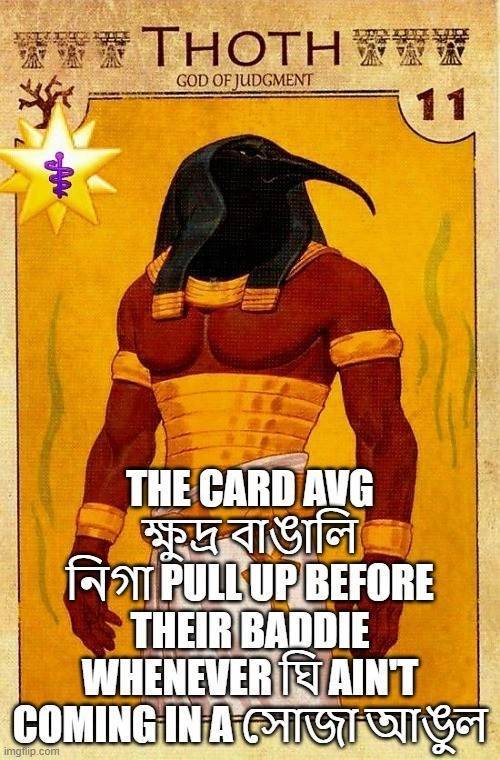 THOTH
GOD OF JUDGMENT
11
THE CARD AVG
ক্ষুদ্র বাঙালি
নিগা PULL UP BEFORE
THEIR BADDIE
WHENEVER ঘি AIN'T
COMING IN A সোজা আঙুল
imgflip.com